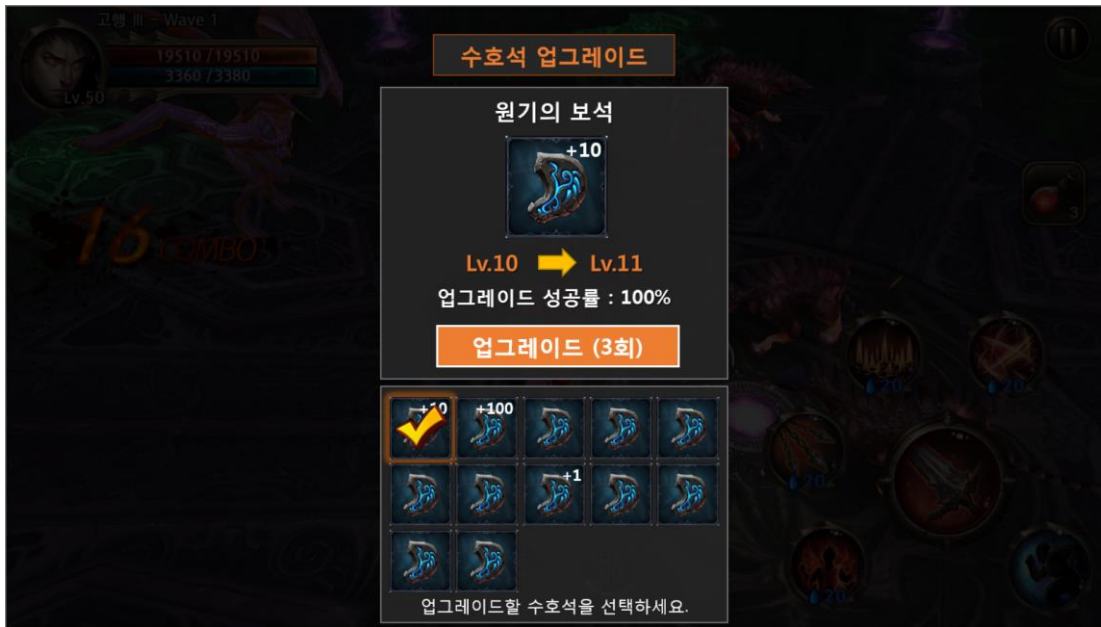 고행 Ⅲ - Wave 1
19510 / 19510
3360 / 3380
Lv.50
16 COMBO
수호석 업그레이드
원기의 보석
+10
Lv.10 Lv.11
업그레이드 성공률 : 100%
업그레이드 (3회)
+10 +100
+1
업그레이드할 수호석을 선택하세요.
3
20 20
20
20